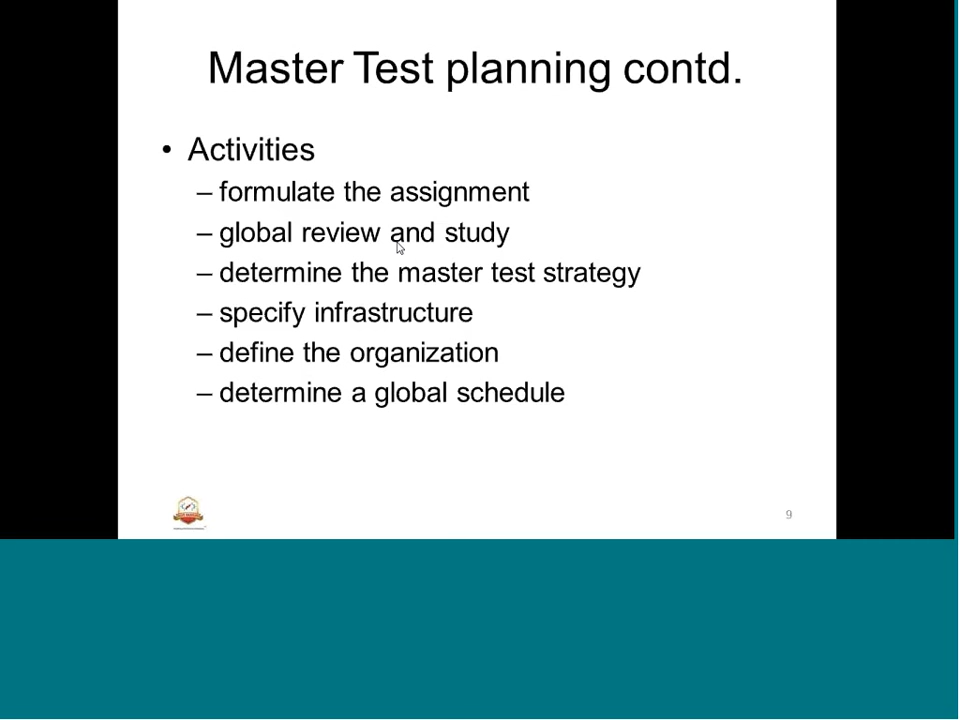 Master Test planning contd.
• Activities
– formulate the assignment
– global review and study
– determine the master test strategy
– specify infrastructure
– define the organization
– determine a global schedule
9